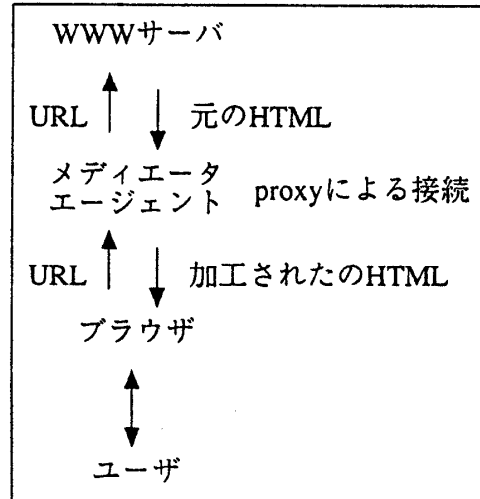 WWWサーバ
URL 元のHTML
メディエータ
エージェント proxyによる接続
URL 加工されたのHTML
ブラウザ
ユーザ